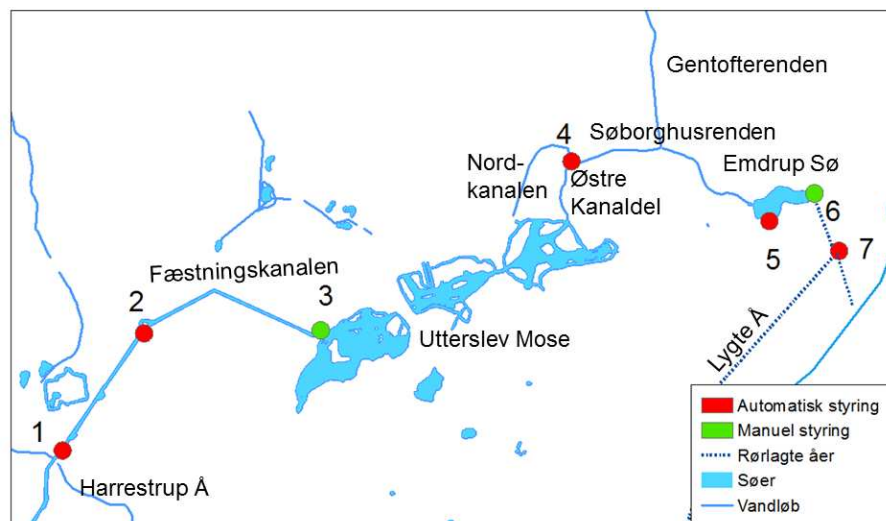 Gentofterenden
4
Søborghusrenden
Nord-
kanalen
Østre
Kanaldel
Emdrup Sø
6
5
7
Fæstningskanalen
2
3
Utterslev Mose
Lygte Å
1
Harrestrup Å
Automatisk styring
Manuel styring
Rørlagte åer
Søer
Vandløb